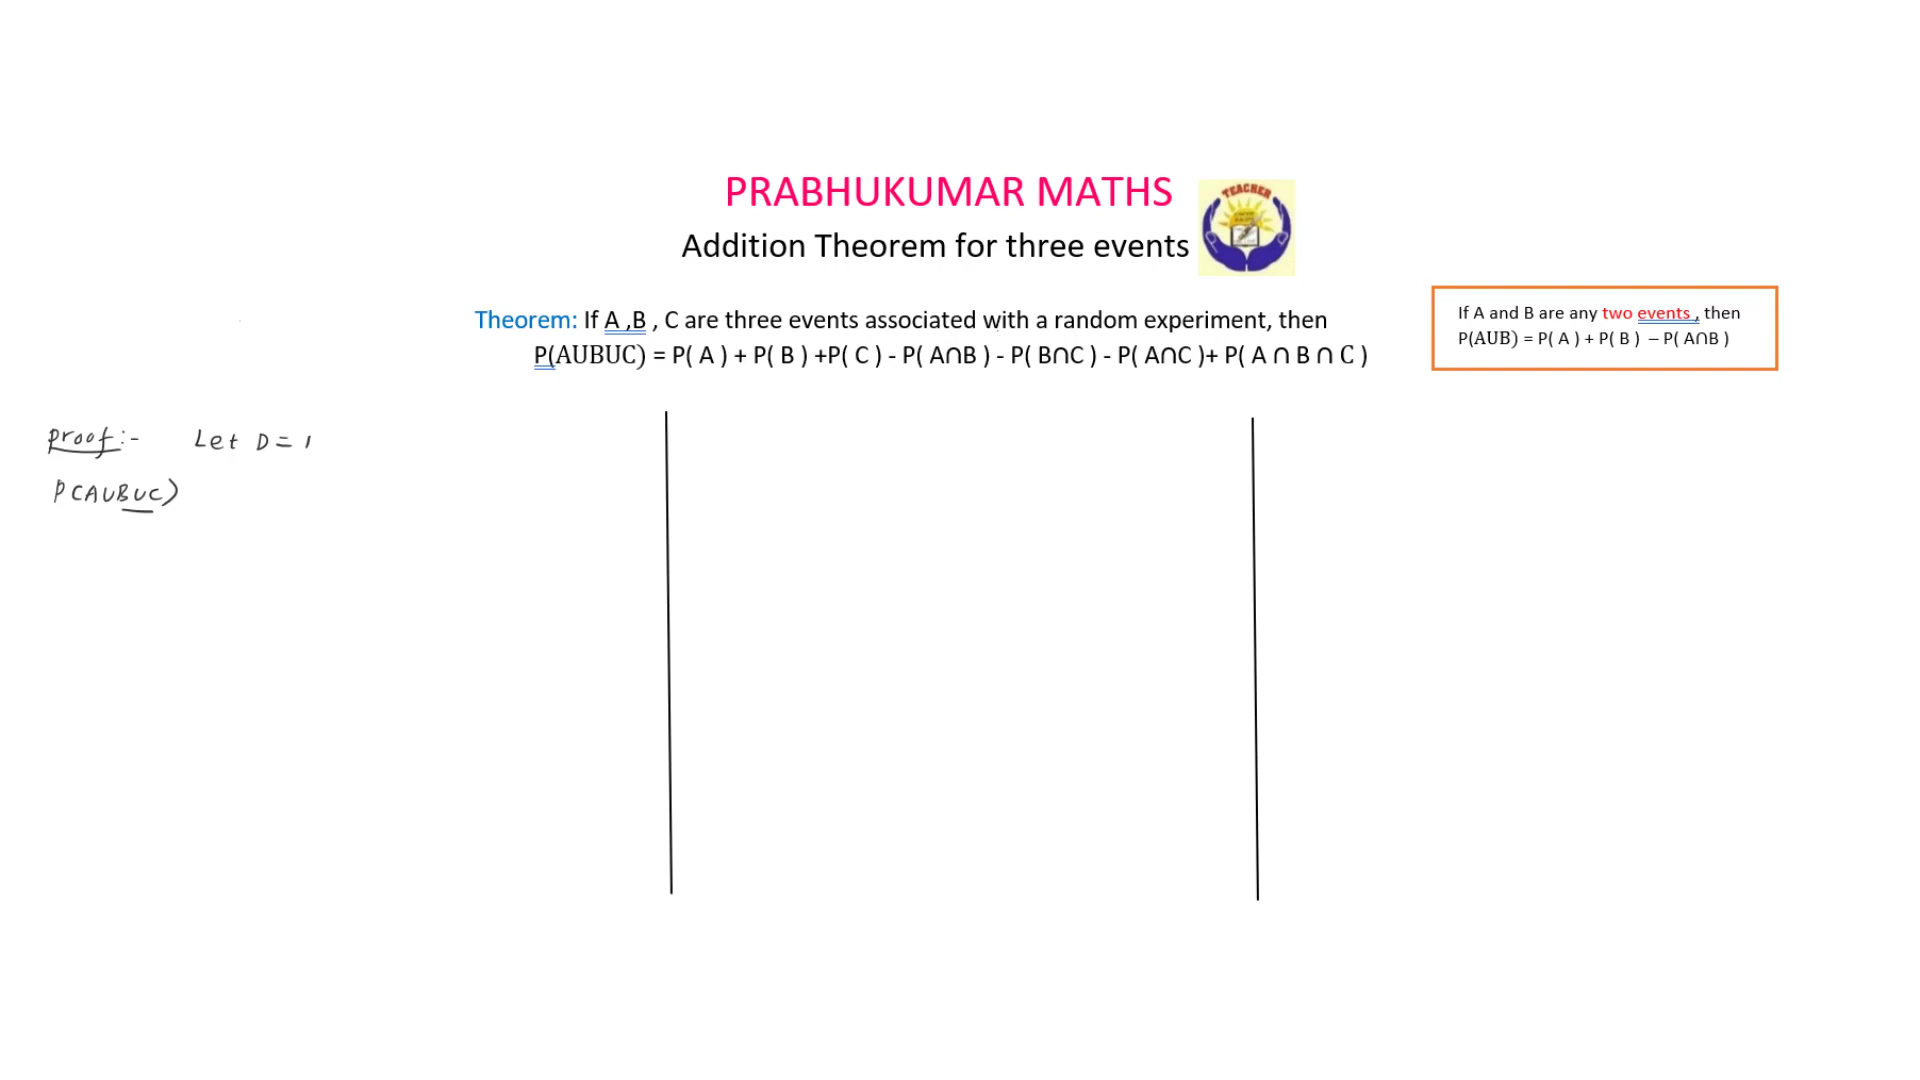 PRABHUKUMAR MATHS
TEACHER
Addition Theorem for three events
Theorem: If A ,B , C are three events associated with a random experiment, then
P(AUBUC) = P( A ) + P( B ) +P( C ) - P( A∩B ) - P( B∩C ) - P( A∩C )+ P( A ∩ B ∩ C )
If A and B are any two events , then
P(AUB) = P( A ) + P( B ) – P( A∩B )
Proof:- Let D =
P(AUBUC)